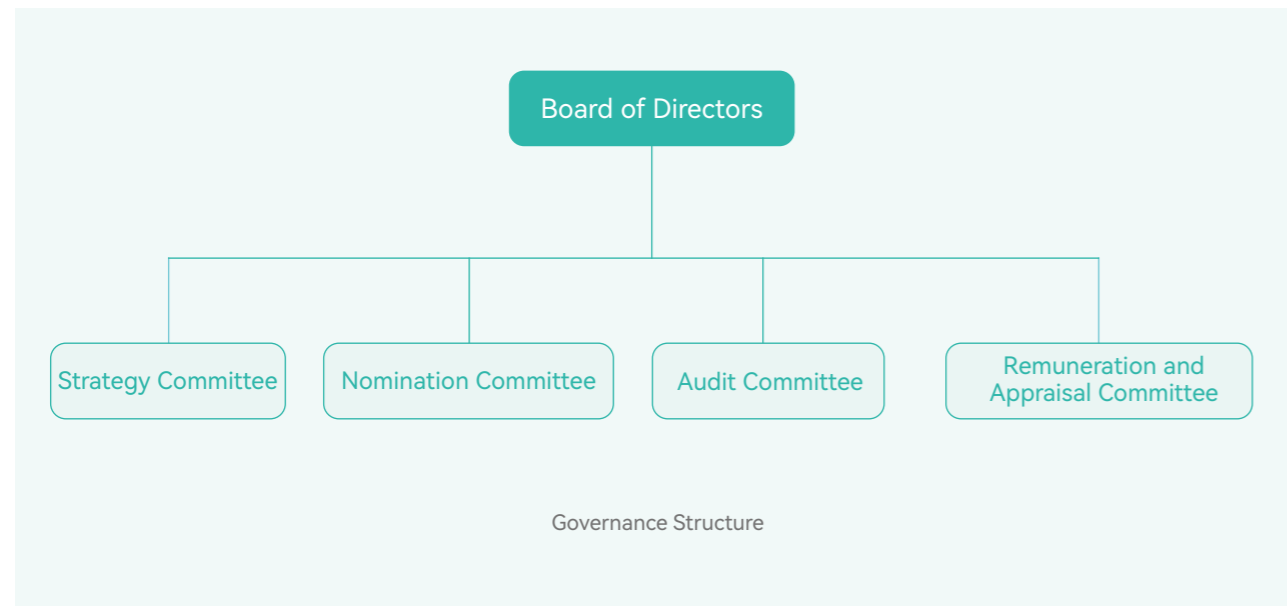 Board of Directors
Strategy Committee
Nomination Committee
Audit Committee
Remuneration and
Appraisal Committee
Governance Structure